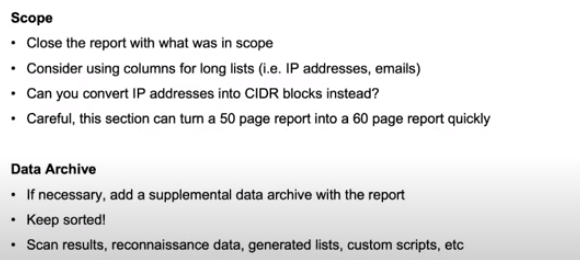 Scope
• Close the report with what was in scope
• Consider using columns for long lists (i.e. IP addresses, emails)
• Can you convert IP addresses into CIDR blocks instead?
• Careful, this section can turn a 50 page report into a 60 page report quickly
Data Archive
• If necessary, add a supplemental data archive with the report
• Keep sorted!
• Scan results, reconnaissance data, generated lists, custom scripts, etc